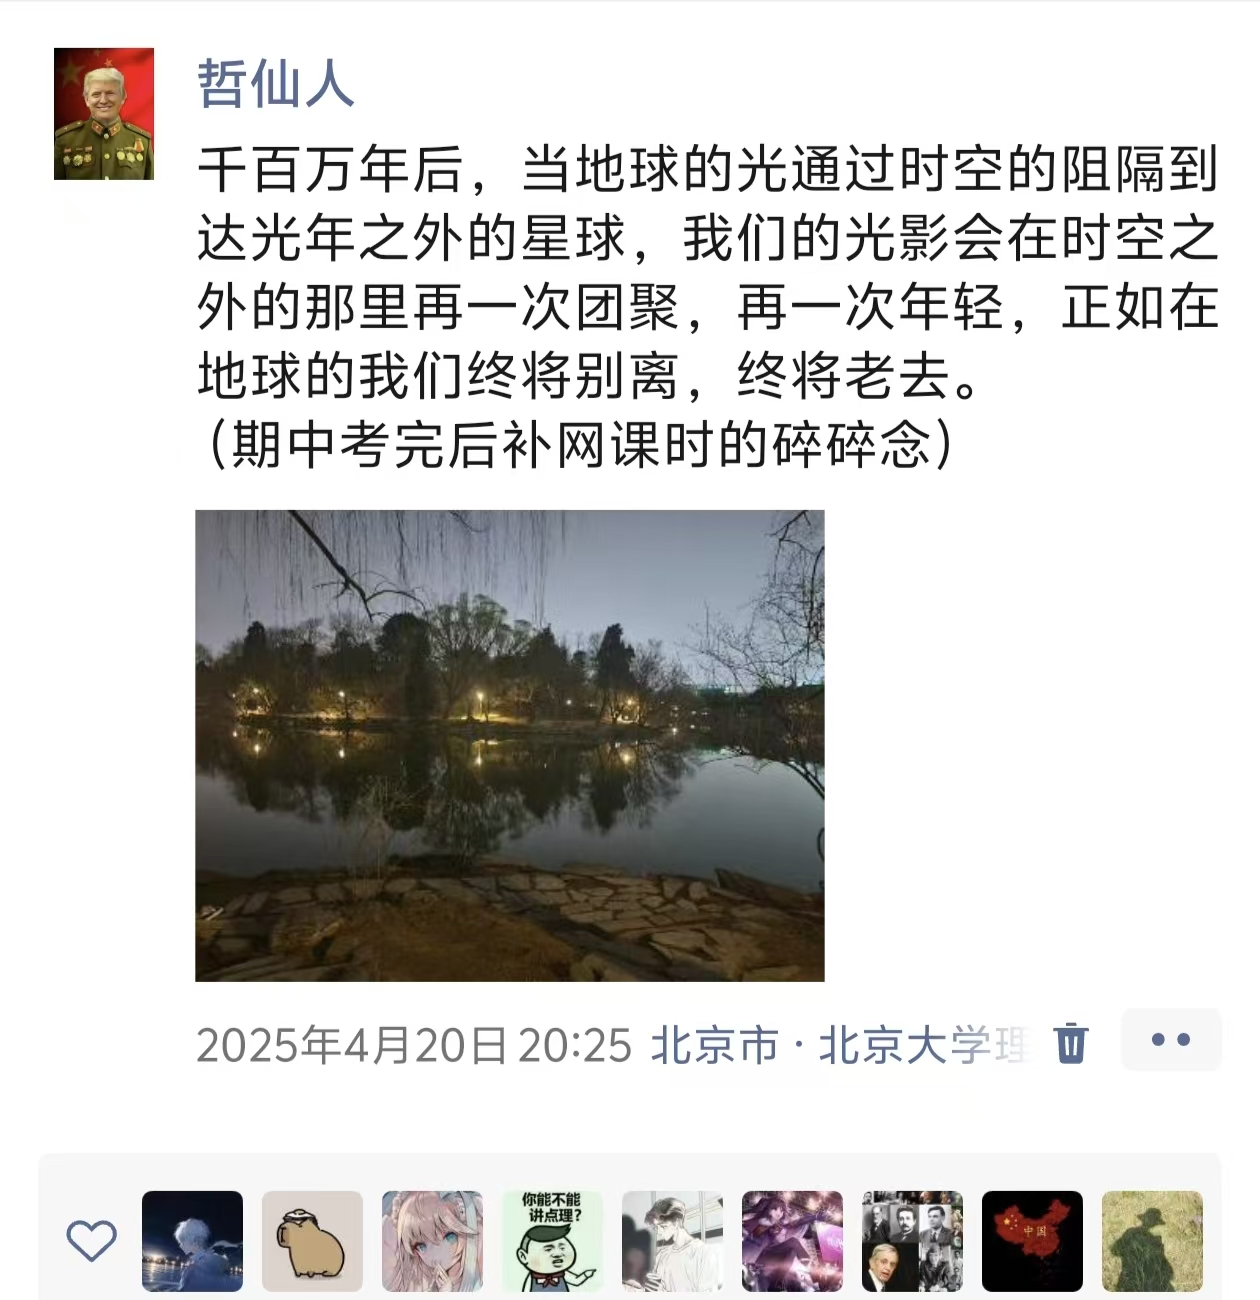 哲仙人
千百万年后，当地球的光通过时空的阻隔到
达光年之外的星球，我们的光影会在时空之
外的那里再一次团聚，再一次年轻，正如在
地球的我们终将别离，终将老去。
（期中考完后补网课时的碎碎念）
2025年4月20日 20:25 北京市·北京大学理
你能不能
讲点理?
中国